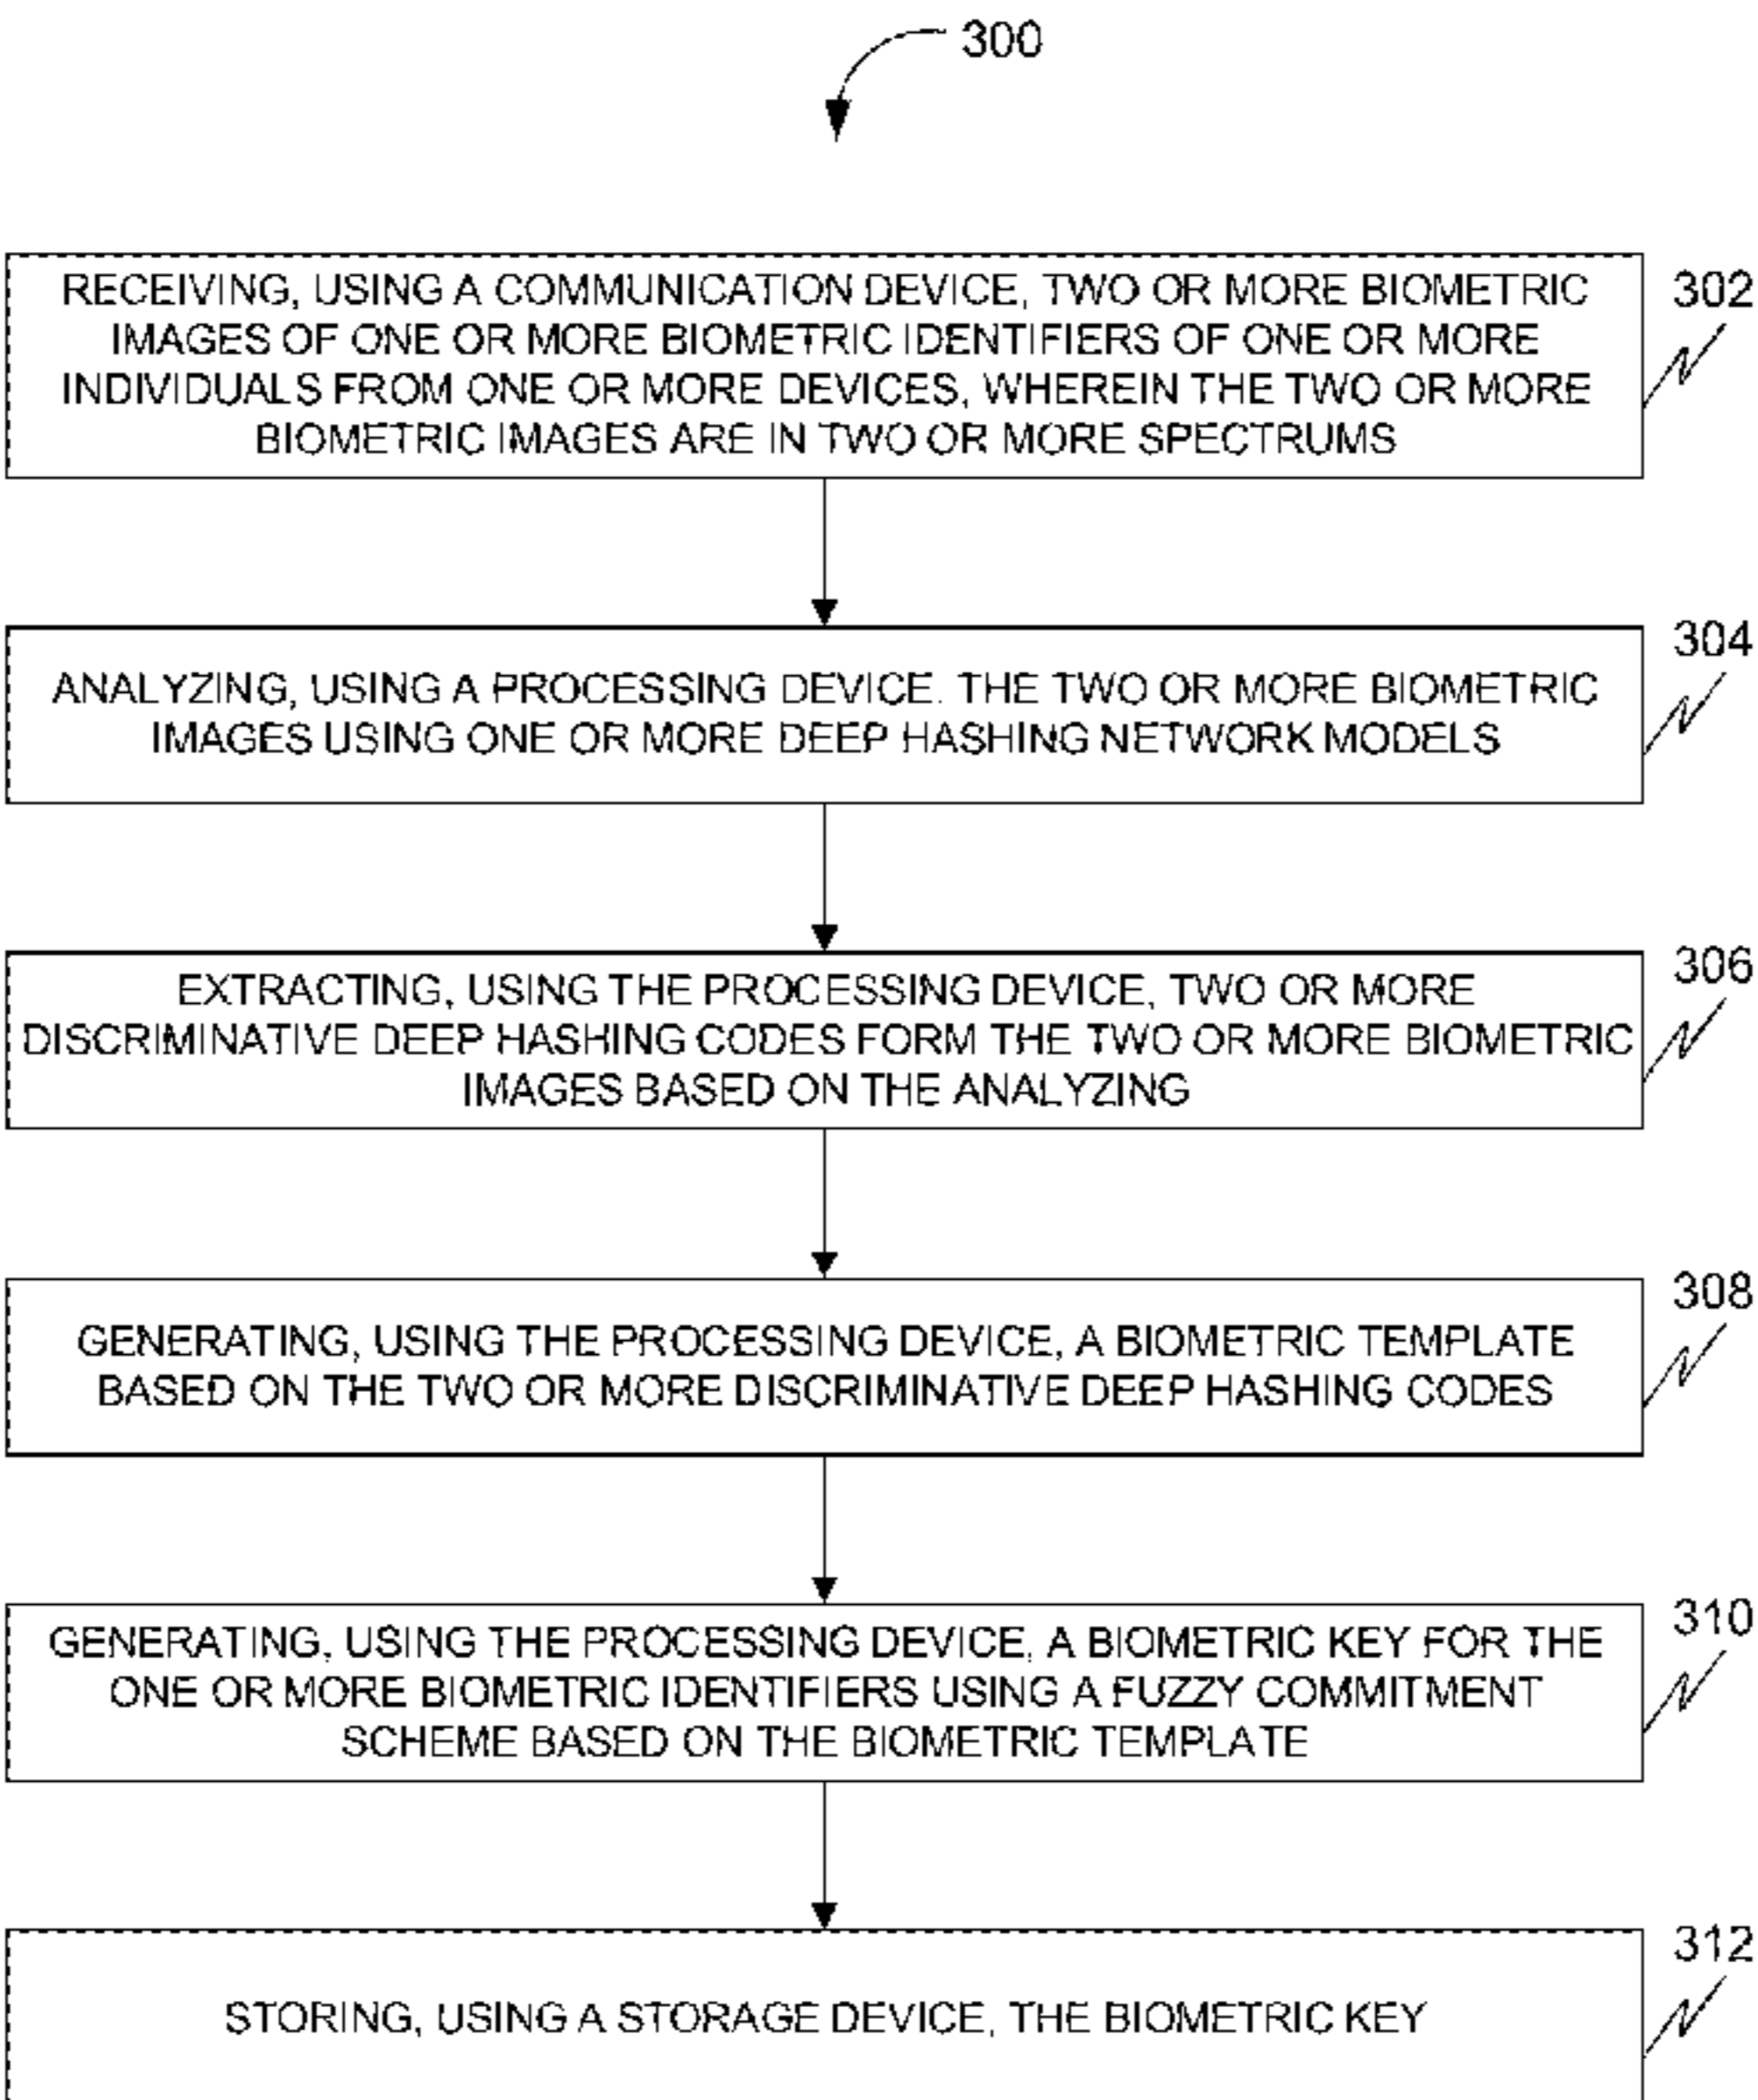 300
RECEIVING, USING A COMMUNICATION DEVICE, TWO OR MORE BIOMETRIC
IMAGES OF ONE OR MORE BIOMETRIC IDENTIFIERS OF ONE OR MORE
INDIVIDUALS FROM ONE OR MORE DEVICES, WHEREIN THE TWO OR MORE
BIOMETRIC IMAGES ARE IN TWO OR MORE SPECTRUMS
302
ANALYZING, USING A PROCESSING DEVICE. THE TWO OR MORE BIOMETRIC
IMAGES USING ONE OR MORE DEEP HASHING NETWORK MODELS
304
EXTRACTING, USING THE PROCESSING DEVICE, TWO OR MORE
DISCRIMINATIVE DEEP HASHING CODES FORM THE TWO OR MORE BIOMETRIC
IMAGES BASED ON THE ANALYZING
306
GENERATING, USING THE PROCESSING DEVICE, A BIOMETRIC TEMPLATE
BASED ON THE TWO OR MORE DISCRIMINATIVE DEEP HASHING CODES
308
GENERATING, USING THE PROCESSING DEVICE, A BIOMETRIC KEY FOR THE
ONE OR MORE BIOMETRIC IDENTIFIERS USING A FUZZY COMMITMENT
SCHEME BASED ON THE BIOMETRIC TEMPLATE
310
STORING, USING A STORAGE DEVICE, THE BIOMETRIC KEY
312